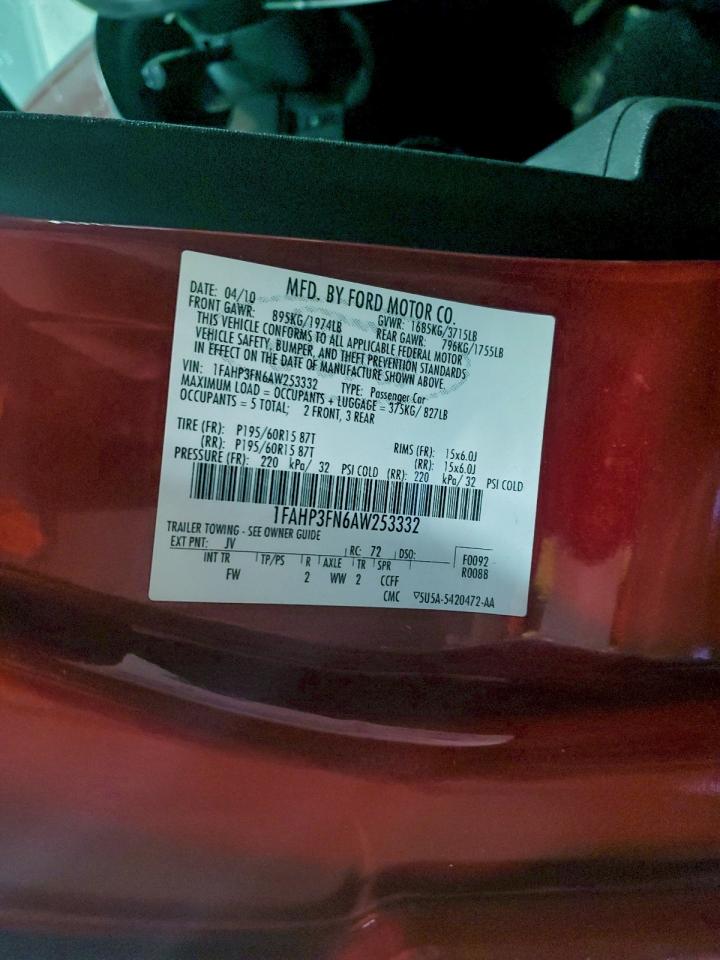 MFD. BY FORD MOTOR CO.
DATE: 04/10 GVWR: 1685KG/3715LB
FRONT GAWR: 895KG/1974LB REAR GAWR: 796KG/1755LB
THIS VEHICLE CONFORMS TO ALL APPLICABLE FEDERAL MOTOR
VEHICLE SAFETY, BUMPER, AND THEFT PREVENTION STANDARDS
IN EFFECT ON THE DATE OF MANUFACTURE SHOWN ABOVE.
VIN: 1FAHP3FN6AW253332 TYPE: Passenger Car
MAXIMUM LOAD = OCCUPANTS + LUGGAGE = 375KG/ 827LB
OCCUPANTS = 5 TOTAL; 2 FRONT, 3 REAR
TIRE (FR): P195/60R15 87T RIMS (FR): 15x6.0J
(RR): P195/60R15 87T (RR): 15x6.0J
PRESSURE (FR): 220 kPa/ 32 PSI COLD (RR): 220 kPa/ 32 PSI COLD
1FAHP3FN6AW253332
TRAILER TOWING - SEE OWNER GUIDE
EXT PNT: JV RC: 72 DSO: F0092
INT TR TP/PS R AXLE TR SPR R0088
FW 2 WW 2 CCFF
CMC ▽5U5A-5420472-AA